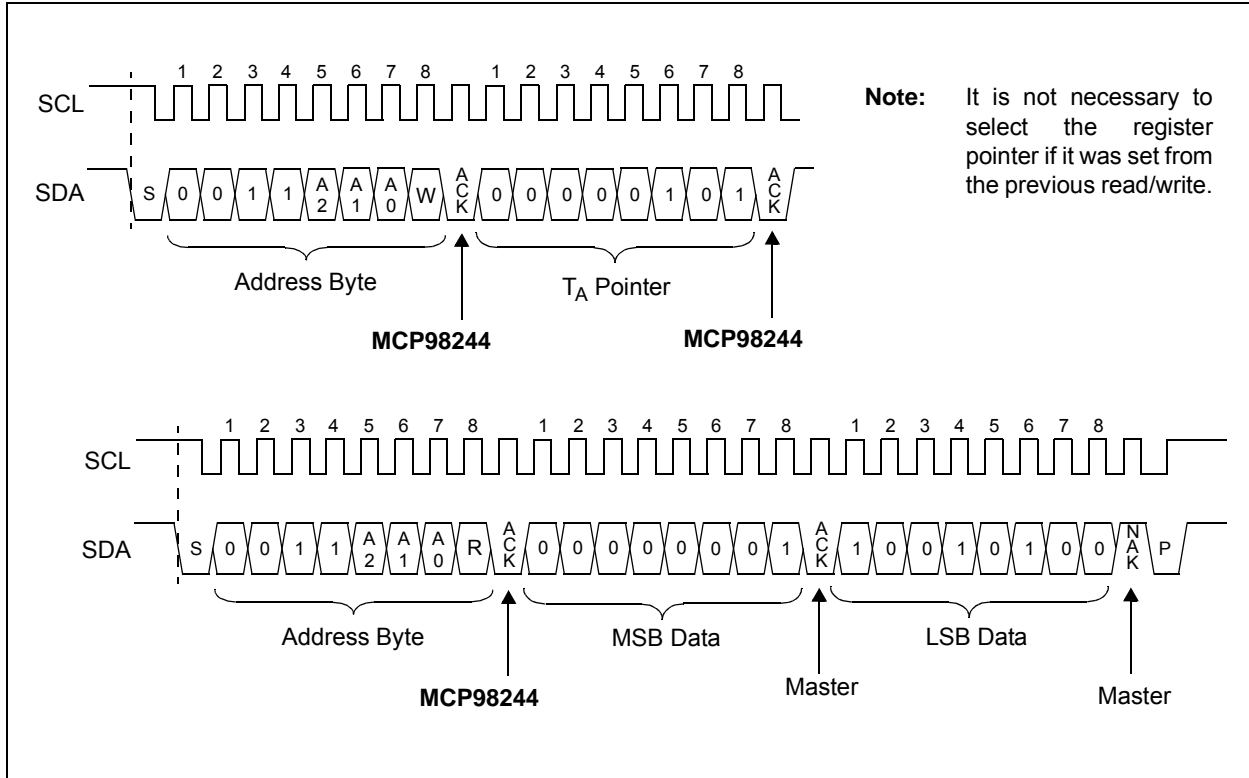 1 2 3 4 5 6 7 8 1 2 3 4 5 6 7 8
SCL
SDA S 0 0 1 1 A2 A1 A0 W ACK 0 0 0 0 0 1 0 1 ACK
Address Byte TA Pointer
MCP98244 MCP98244
Note: It is not necessary to
select the register
pointer if it was set from
the previous read/write.
1 2 3 4 5 6 7 8 1 2 3 4 5 6 7 8 1 2 3 4 5 6 7 8
SCL
SDA S 0 0 1 1 A2 A1 A0 R ACK 0 0 0 0 0 0 0 1 ACK 1 0 0 1 0 1 0 0 NAK P
Address Byte MSB Data LSB Data
MCP98244 Master Master